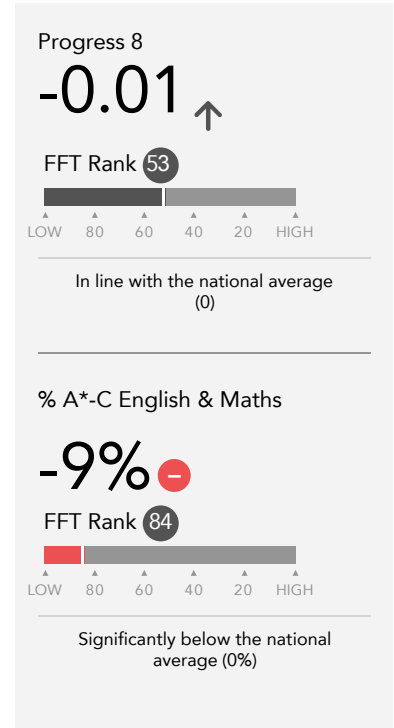 Progress 8
-0.01
FFT Rank 53
LOW 80 60 40 20 HIGH
In line with the national average
(0)
% A*-C English & Maths
-9% –
FFT Rank 84
LOW 80 60 40 20 HIGH
Significantly below the national
average (0%)